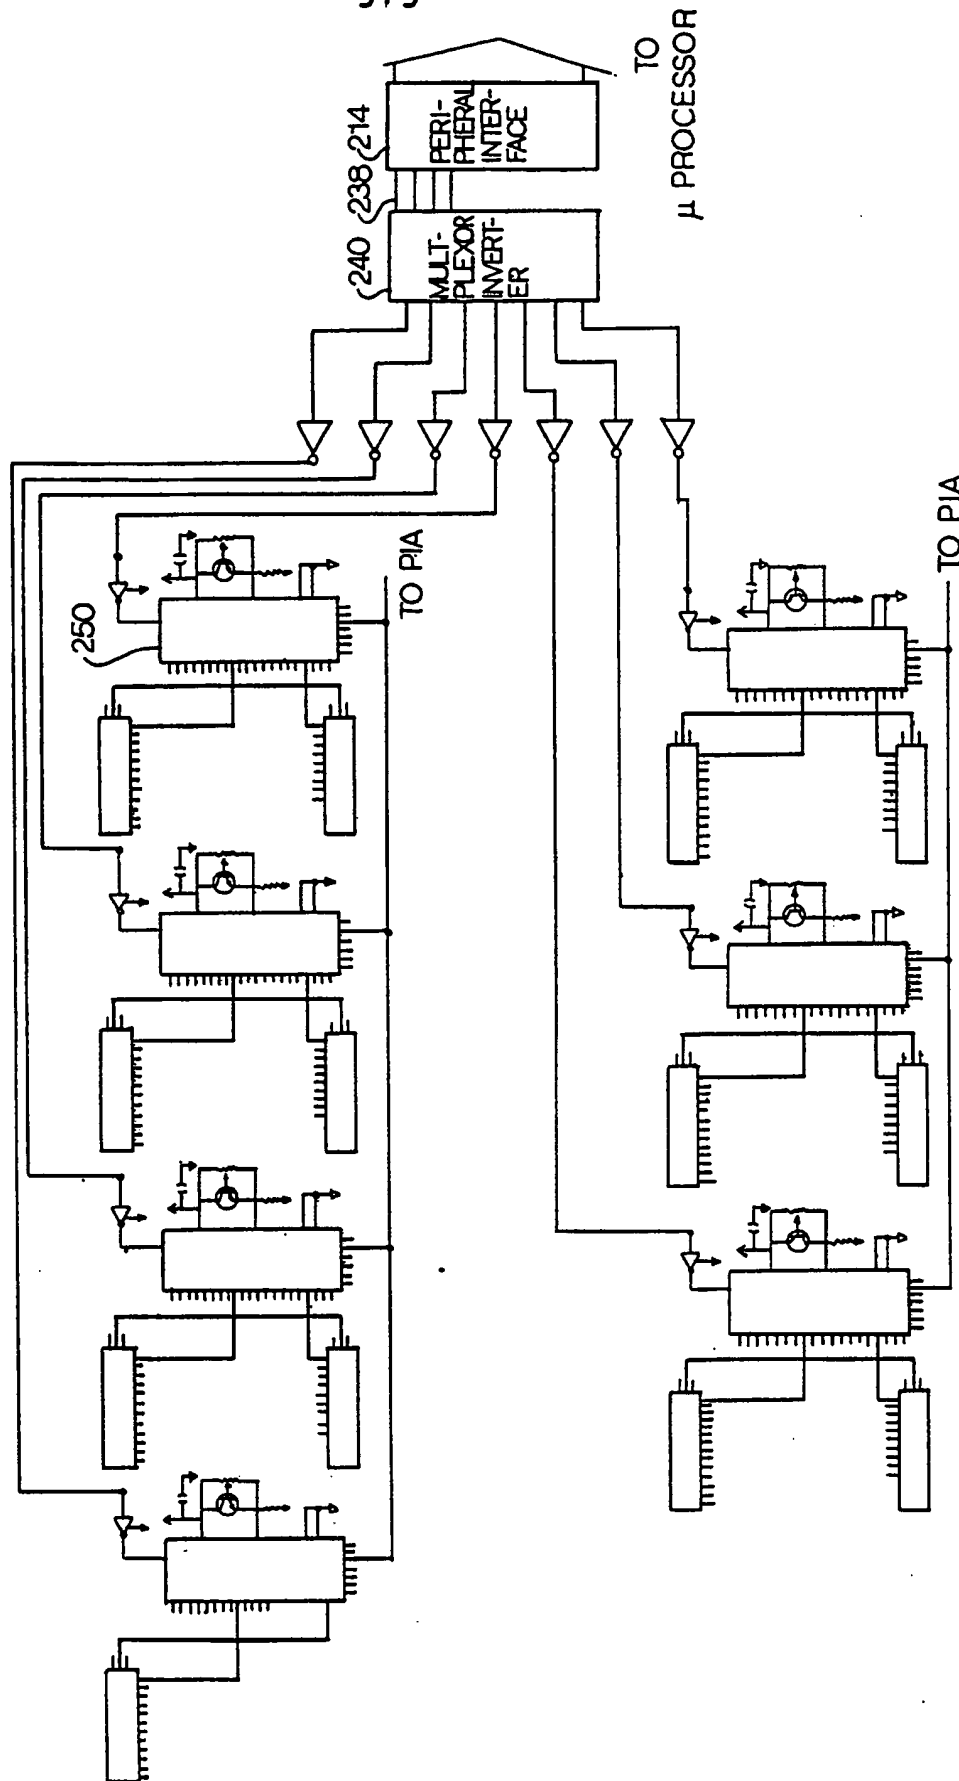 TO
μ PROCESSOR
214
PERI-
PHERAL
INTER-
FACE
238
240
MULT-
PLEXOR
INVERT-
ER
250
TO PIA
TO PIA